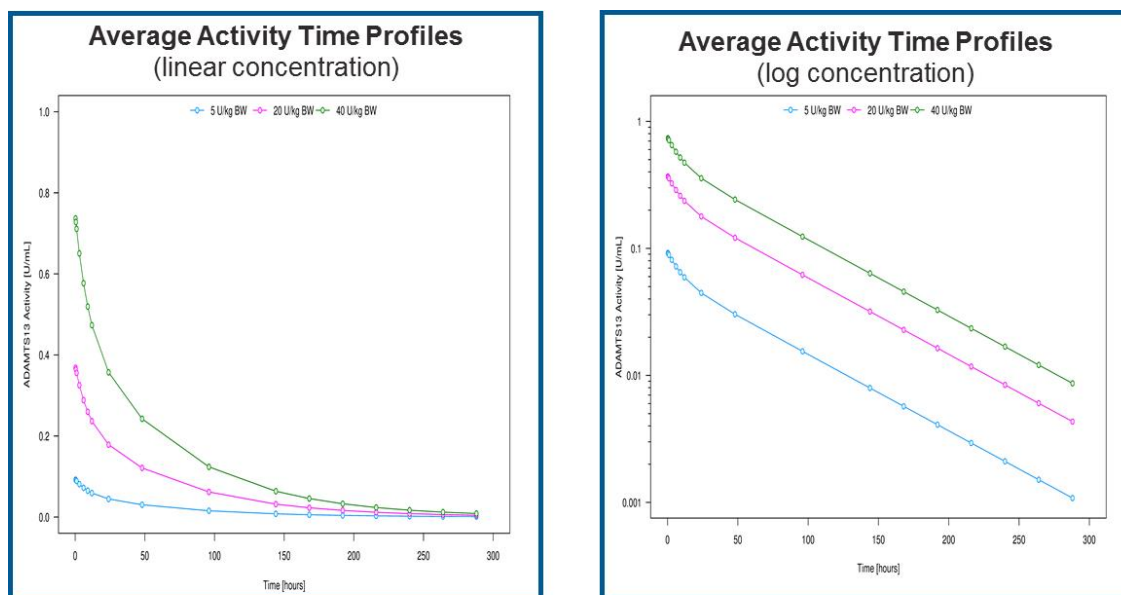 Average Activity Time Profiles
(linear concentration)
5 U/kg BW 20 U/kg BW 40 U/kg BW
1.0
0.8
0.6
0.4
0.2
0.0
ADAMTS13 Activity [U/mL]
0 50 100 150 200 250 300
Time [hours]
Average Activity Time Profiles
(log concentration)
5 U/kg BW 20 U/kg BW 40 U/kg BW
1
0.1
0.01
0.001
ADAMTS13 Activity [U/mL]
0 50 100 150 200 250 300
Time [hours]